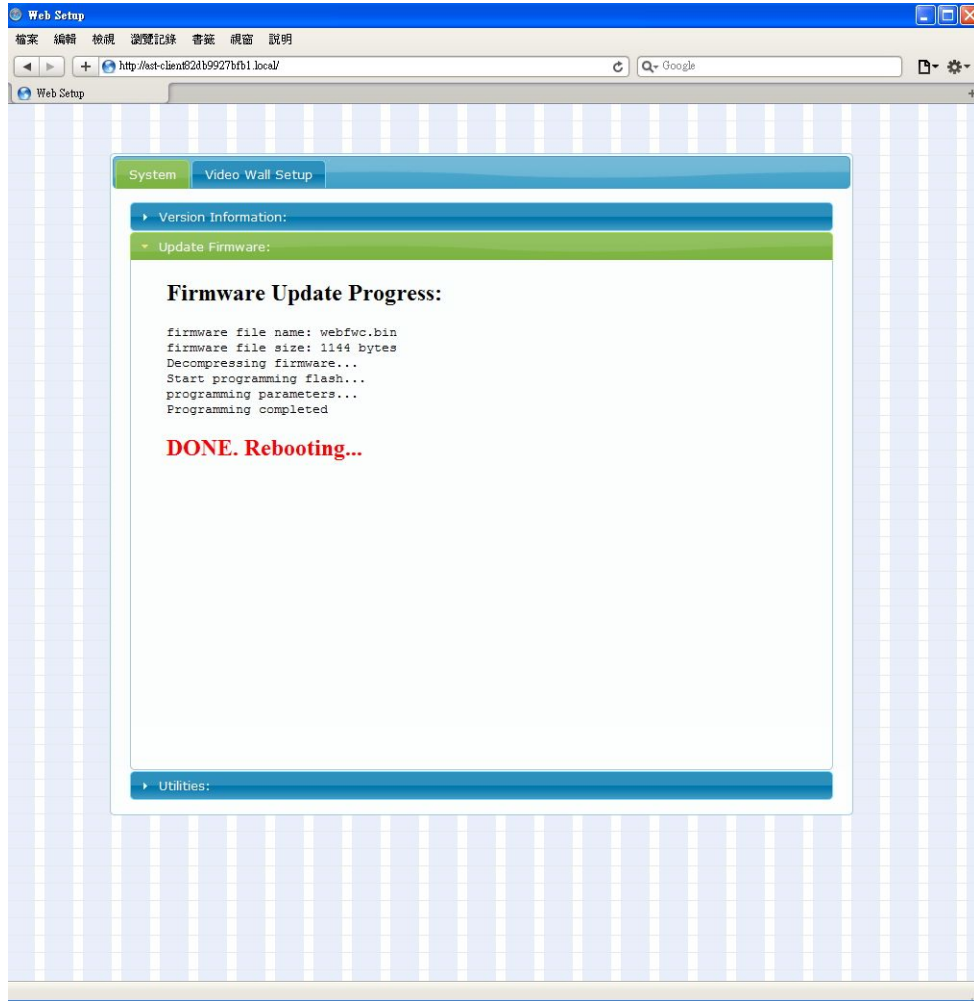 Web Setup
檔案 編輯 檢視 瀏覽記錄 書籤 視窗 說明
http://ast-client82db9927bfb1.local/
Google
Web Setup
System Video Wall Setup
Version Information:
Update Firmware:
Firmware Update Progress:
firmware file name: webfwc.bin
firmware file size: 1144 bytes
Decompressing firmware...
Start programming flash...
programming parameters...
Programming completed
DONE. Rebooting...
Utilities: